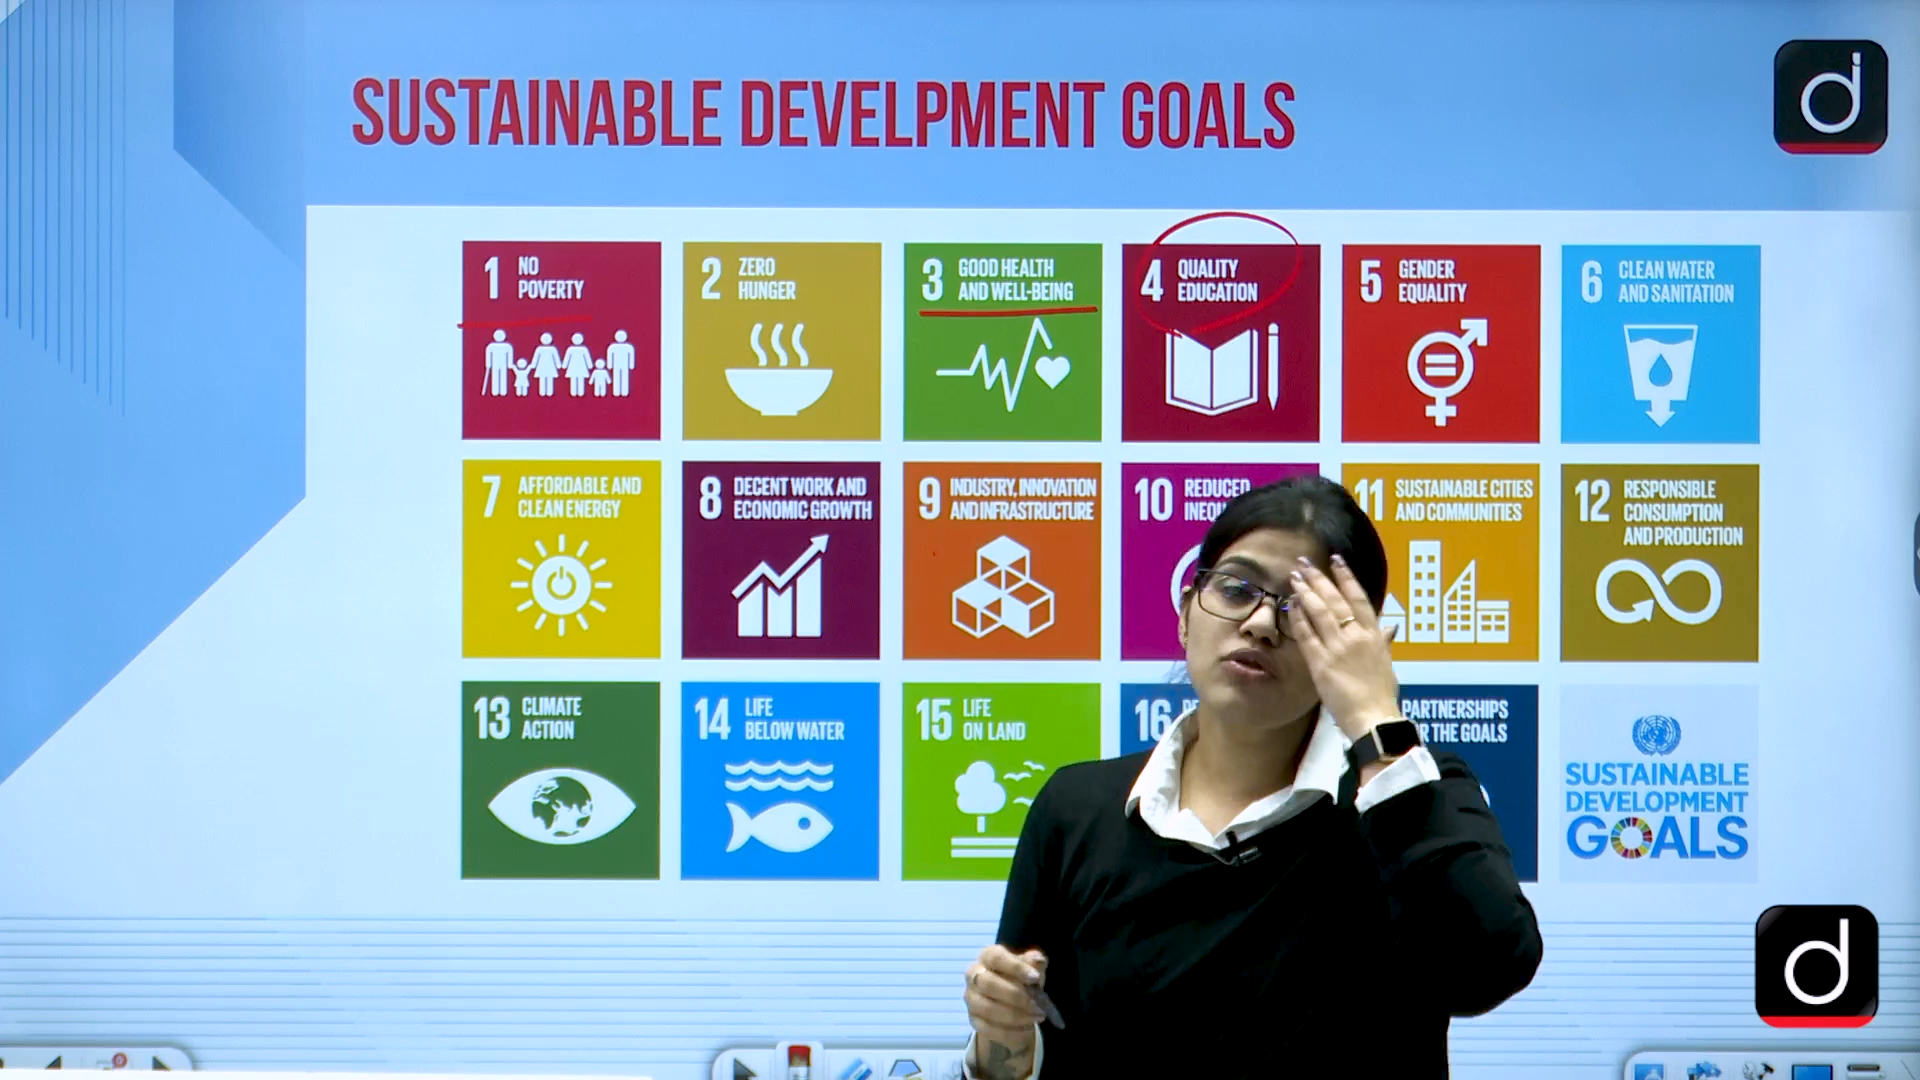 SUSTAINABLE DEVELPMENT GOALS
1 NO
POVERTY
2 ZERO
HUNGER
3 GOOD HEALTH
AND WELL-BEING
4 QUALITY
EDUCATION
5 GENDER
EQUALITY
6 CLEAN WATER
AND SANITATION
7 AFFORDABLE AND
CLEAN ENERGY
8 DECENT WORK AND
ECONOMIC GROWTH
9 INDUSTRY, INNOVATION
AND INFRASTRUCTURE
10 REDUCED
11 SUSTAINABLE CITIES
AND COMMUNITIES
12 RESPONSIBLE
CONSUMPTION
AND PRODUCTION
13 CLIMATE
ACTION
14 LIFE
BELOW WATER
15 LIFE
ON LAND
16
PARTNERSHIPS
THE GOALS
SUSTAINABLE
DEVELOPMENT
GOALS
d
d